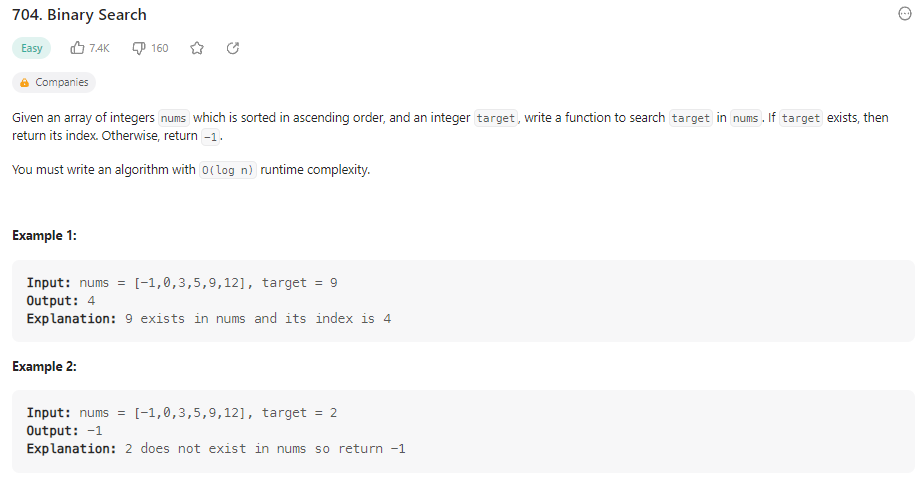 704. Binary Search
Easy 7.4K 160
Companies
Given an array of integers nums which is sorted in ascending order, and an integer target, write a function to search target in nums. If target exists, then
return its index. Otherwise, return -1.
You must write an algorithm with O(log n) runtime complexity.
Example 1:
Input: nums = [-1,0,3,5,9,12], target = 9
Output: 4
Explanation: 9 exists in nums and its index is 4
Example 2:
Input: nums = [-1,0,3,5,9,12], target = 2
Output: -1
Explanation: 2 does not exist in nums so return -1